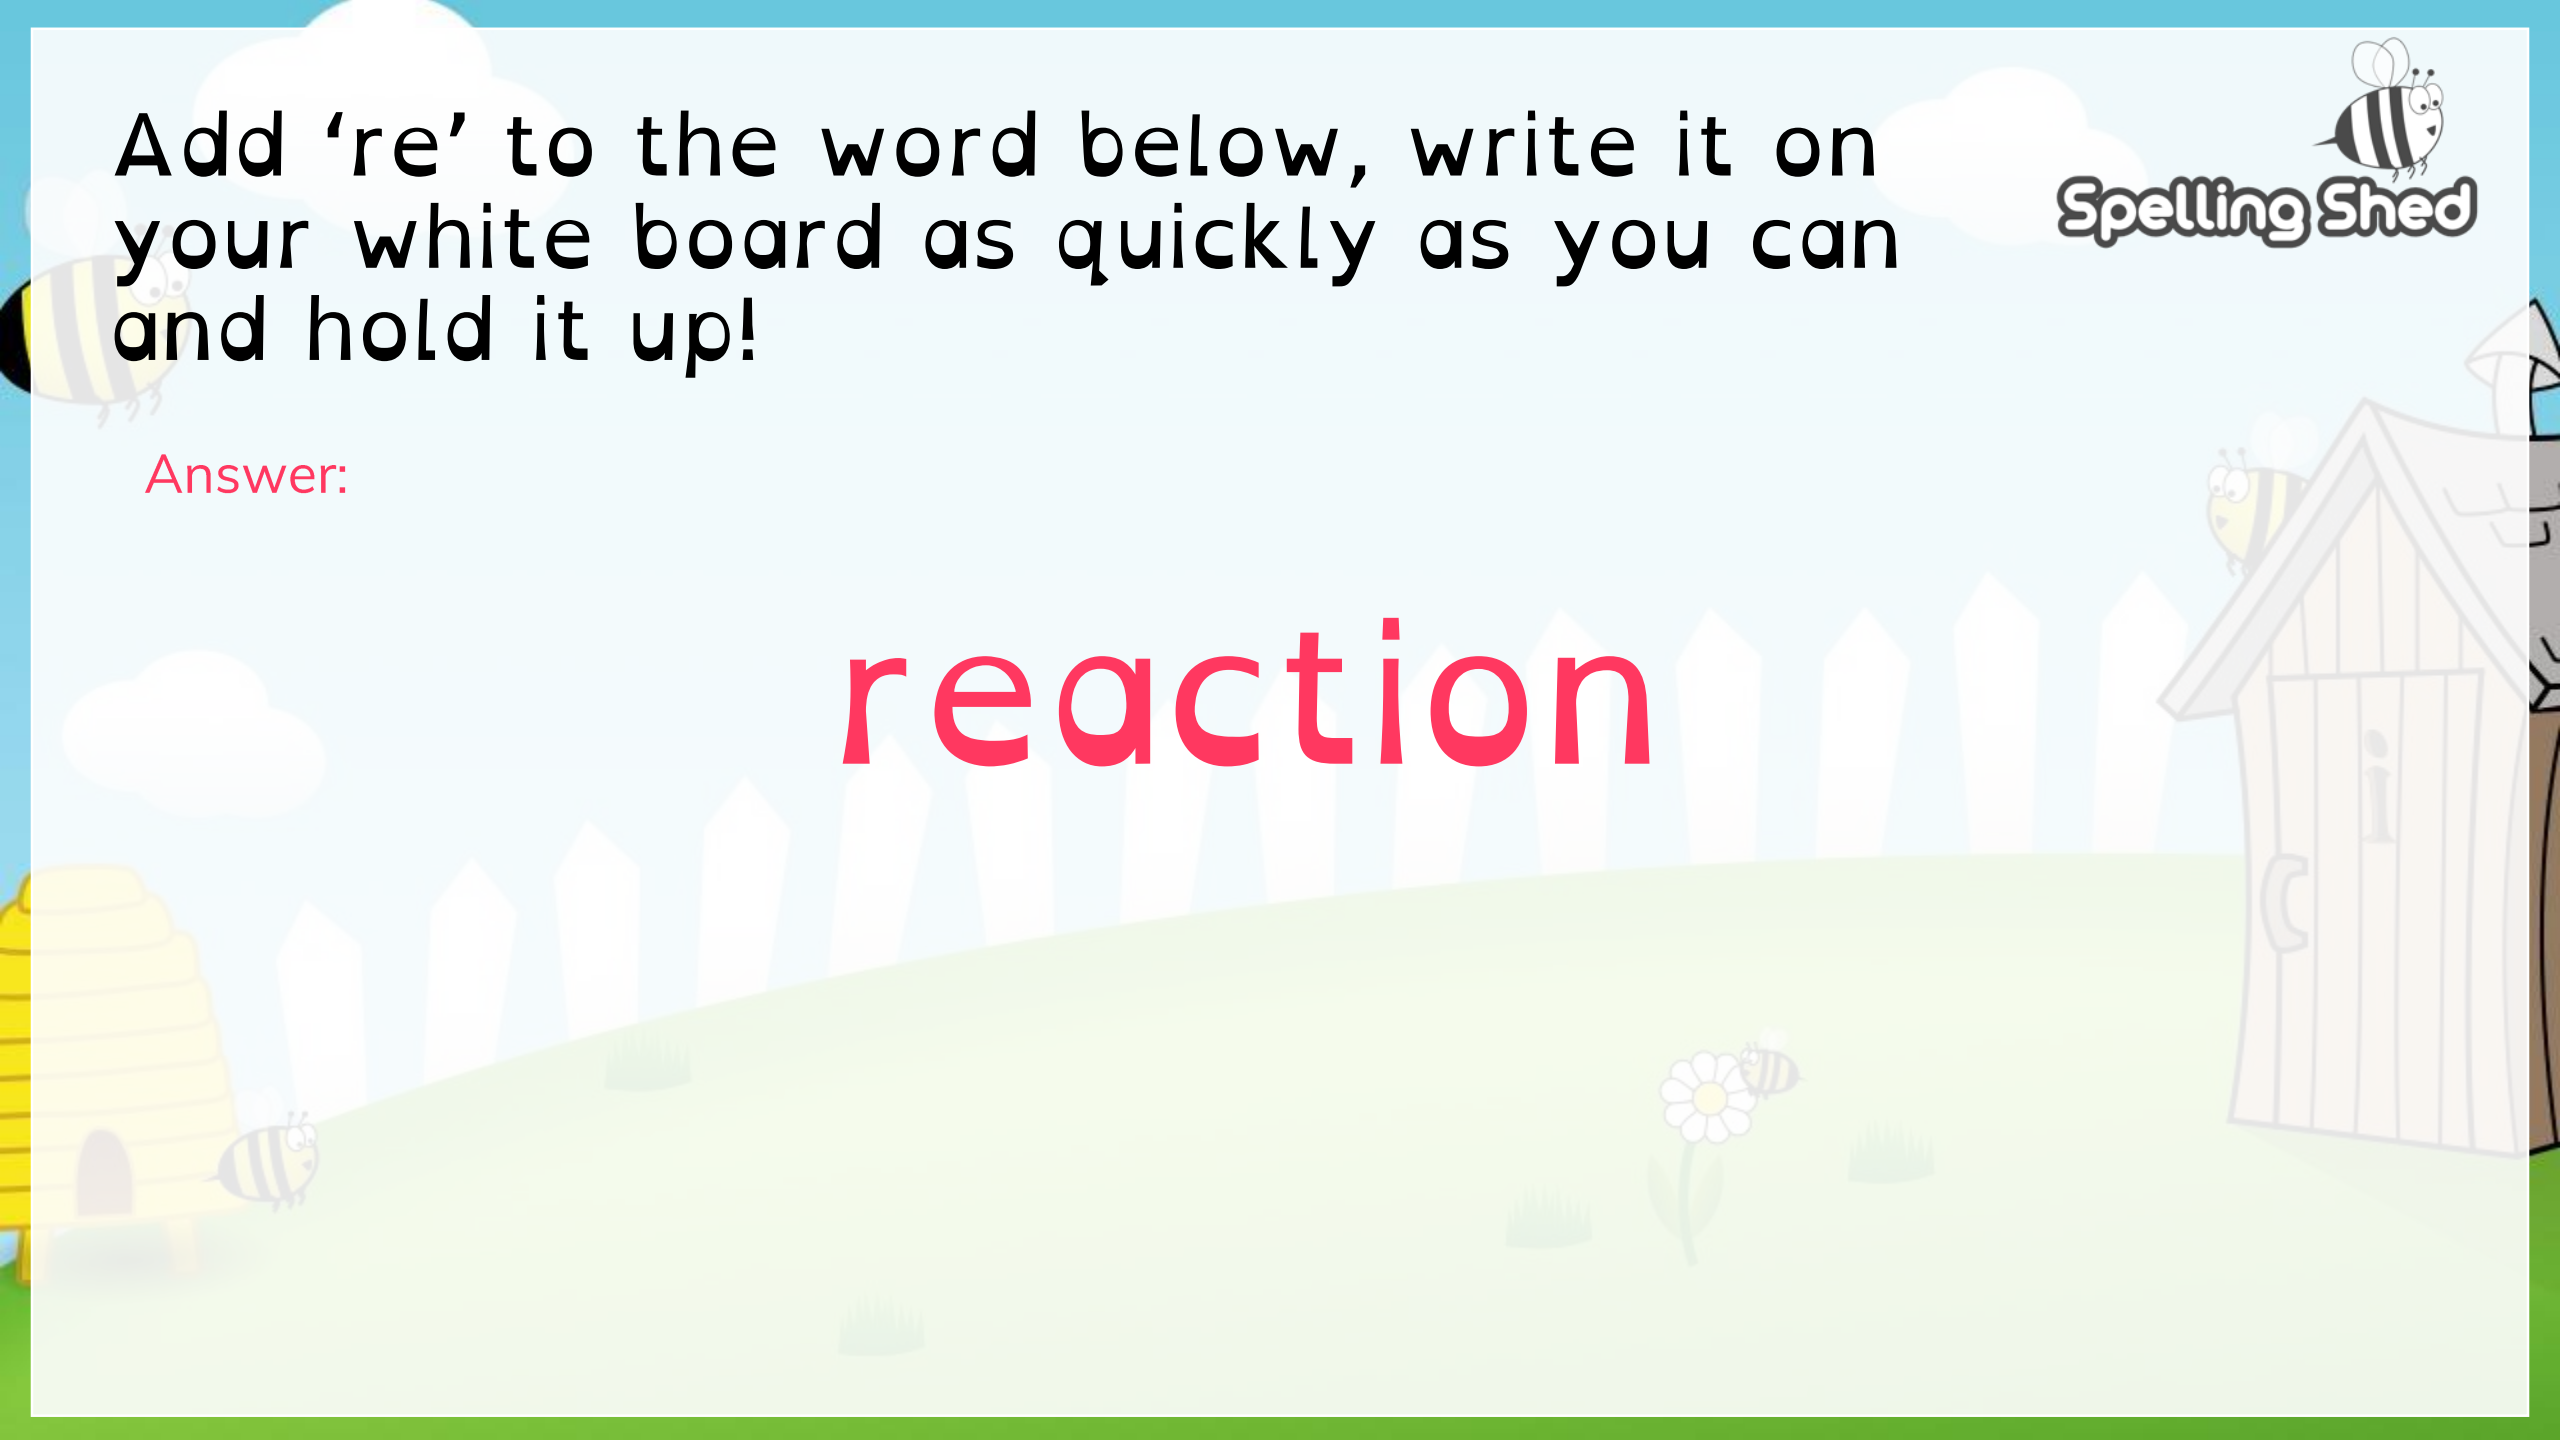 Add ‘re’ to the word below, write it on
your white board as quickly as you can
and hold it up!
Spelling Shed
Answer:
reaction
i